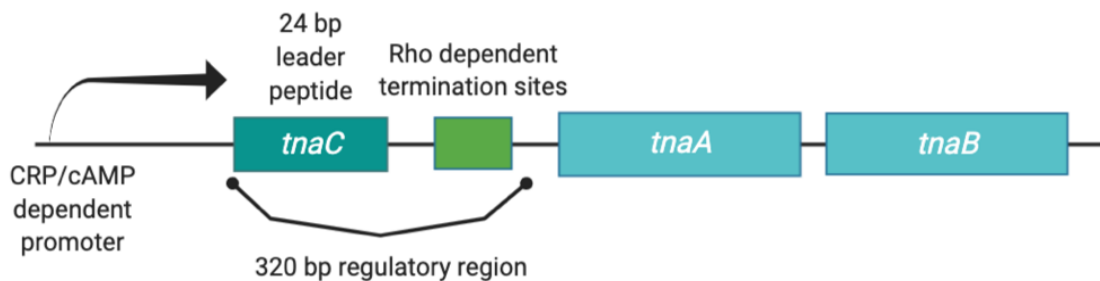 24 bp
leader
peptide
Rho dependent
termination sites
tnaC
tnaA
tnaB
CRP/cAMP
dependent
promoter
320 bp regulatory region